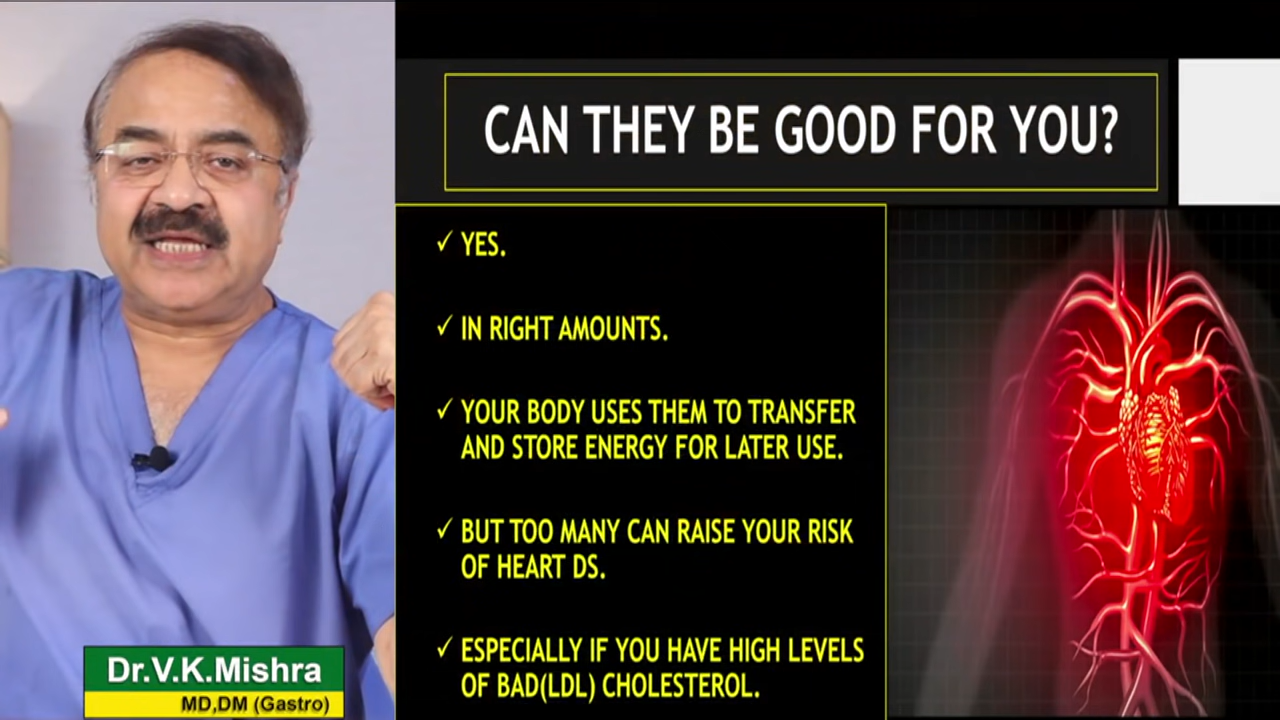 CAN THEY BE GOOD FOR YOU?
✓ YES.
✓ IN RIGHT AMOUNTS.
✓ YOUR BODY USES THEM TO TRANSFER
AND STORE ENERGY FOR LATER USE.
✓ BUT TOO MANY CAN RAISE YOUR RISK
OF HEART DS.
✓ ESPECIALLY IF YOU HAVE HIGH LEVELS
OF BAD(LDL) CHOLESTEROL.
Dr.V.K.Mishra
MD,DM (Gastro)